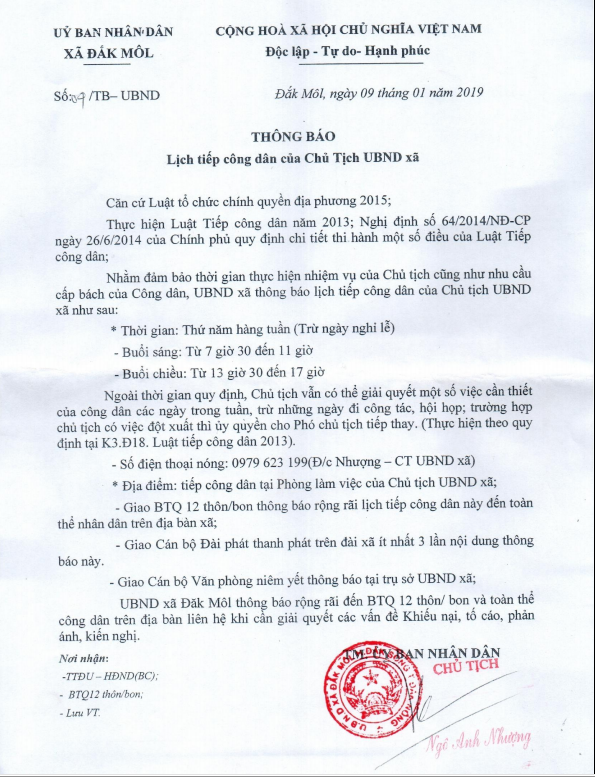 UỶ BAN NHÂN DÂN
XÃ ĐẮK MÔL
CỘNG HOÀ XÃ HỘI CHỦ NGHĨA VIỆT NAM
Độc lập - Tự do- Hạnh phúc
Số: /TB– UBND
Đắk Môl, ngày 09 tháng 01 năm 2019
THÔNG BÁO
Lịch tiếp công dân của Chủ Tịch UBND xã
Căn cứ Luật tổ chức chính quyền địa phương 2015;
Thực hiện Luật Tiếp công dân năm 2013; Nghị định số 64/2014/NĐ-CP
ngày 26/6/2014 của Chính phủ quy định chi tiết thi hành một số điều của Luật Tiếp
công dân;
Nhằm đảm bảo thời gian thực hiện nhiệm vụ của Chủ tịch cũng như nhu cầu
cấp bách của Công dân, UBND xã thông báo lịch tiếp công dân của Chủ tịch UBND
xã như sau:
* Thời gian: Thứ năm hàng tuần (Trừ ngày nghỉ lễ)
- Buổi sáng: Từ 7 giờ 30 đến 11 giờ
- Buổi chiều: Từ 13 giờ 30 đến 17 giờ
Ngoài thời gian quy định, Chủ tịch vẫn có thể giải quyết một số việc cần thiết
của công dân các ngày trong tuần, trừ những ngày đi công tác, hội họp; trường hợp
chủ tịch có việc đột xuất thì ủy quyền cho Phó chủ tịch tiếp thay. (Thực hiện theo quy
định tại K3.Đ18. Luật tiếp công dân 2013).
- Số điện thoại nóng: 0979 623 199(Đ/c Nhượng – CT UBND xã)
* Địa điểm: tiếp công dân tại Phòng làm việc của Chủ tịch UBND xã;
- Giao BTQ 12 thôn/bon thông báo rộng rãi lịch tiếp công dân này đến toàn
thể nhân dân trên địa bàn xã;
- Giao Cán bộ Đài phát thanh phát trên đài xã ít nhất 3 lần nội dung thông
báo này.
- Giao Cán bộ Văn phòng niêm yết thông báo tại trụ sở UBND xã;
UBND xã Đăk Môl thông báo rộng rãi đến BTQ 12 thôn/ bon và toàn thể
công dân trên địa bàn liên hệ khi cần giải quyết các vấn đề Khiếu nại, tố cáo, phản
ánh, kiến nghị.
Nơi nhận:
-TTĐU – HĐND(BC);
- BTQ12 thôn/bon;
- Lưu VT.
TM. UỶ BAN NHÂN DÂN
CHỦ TỊCH
Ngô Anh Nhượng